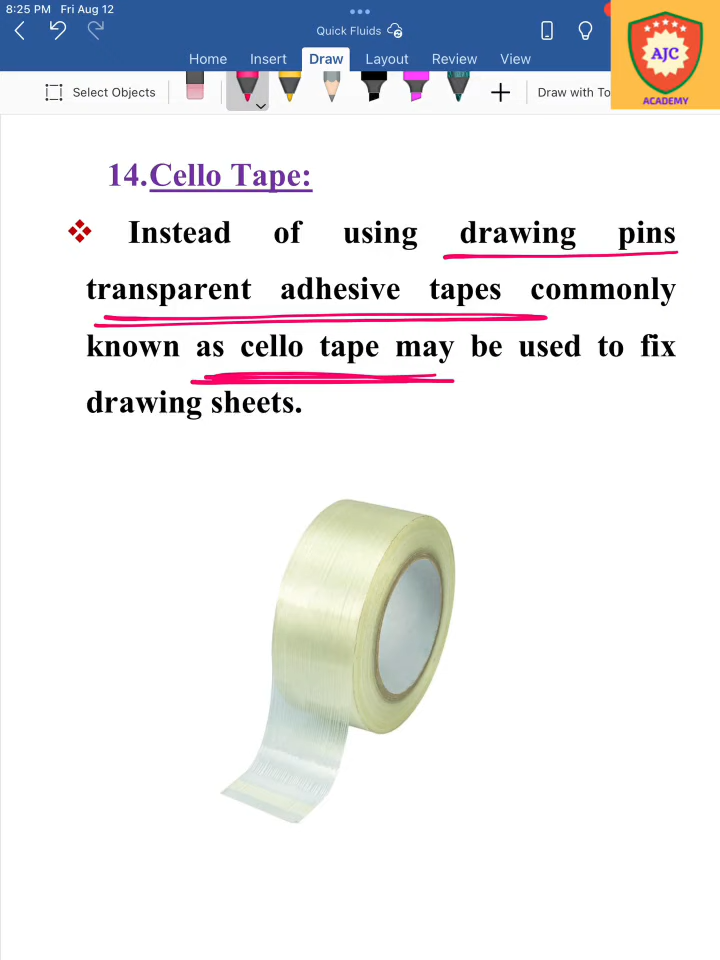 8:25 PM Fri Aug 12
Quick Fluids
Home Insert Draw Layout Review View
Select Objects
Draw with To
AJC
ACADEMY
14.Cello Tape:
Instead of using drawing pins
transparent adhesive tapes commonly
known as cello tape may be used to fix
drawing sheets.